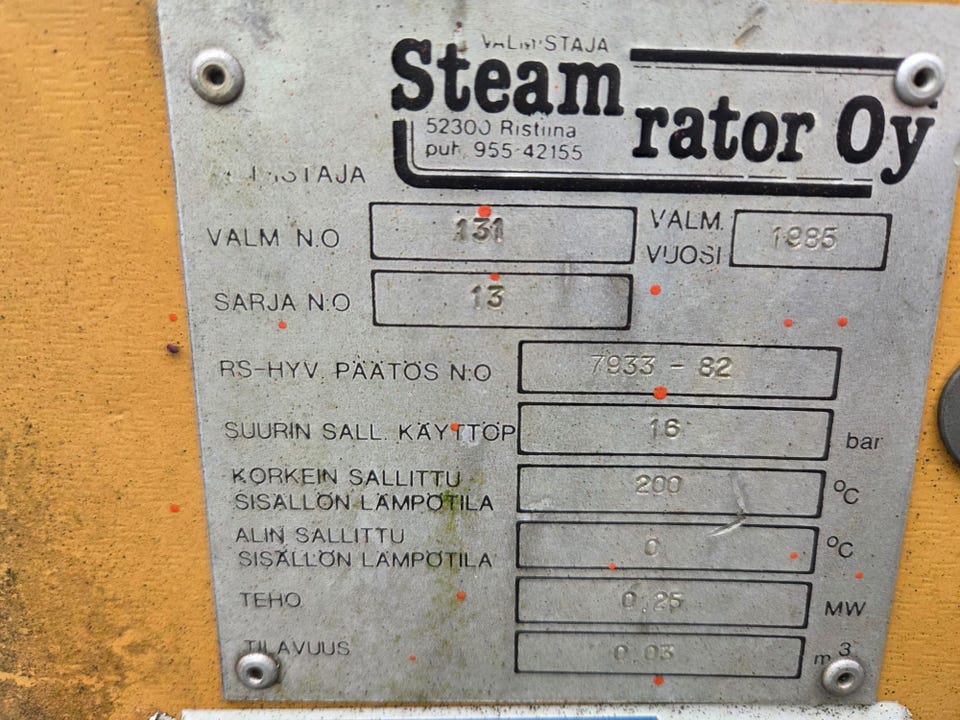 VALMISTAJA
Steam rator Oy
52300 Ristiina
puh. 955-42155
VALMISTAJA
VALM N:O 131 VALM. VUOSI 1985
SARJA N:O 13
RS-HYV. PÄÄTÖS N:O 7933 - 82
SUURIN SALL. KÄYTTÖP 16 bar
KORKEIN SALLITTU
SISÄLLÖN LÄMPÖTILA 200 °C
ALIN SALLITTU
SISÄLLÖN LÄMPÖTILA 0 °C
TEHO 0,25 MW
TILAVUUS 0,03 m³